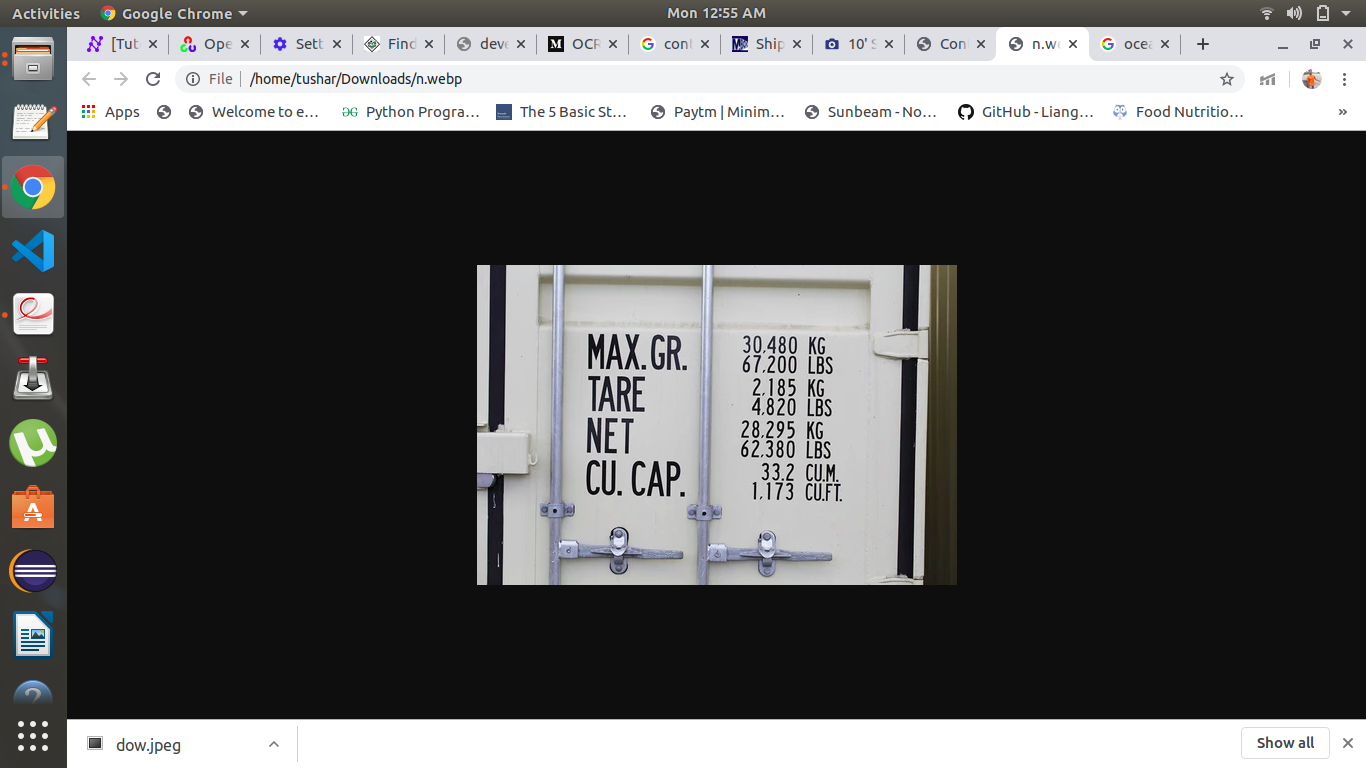 Activities Google Chrome Mon 12:55 AM
[Tut Ope Sett Find deve OCR cont Ship 10' S Con n.we ocea
File /home/tushar/Downloads/n.webp
Apps Welcome to e... Python Progra... The 5 Basic St... Paytm | Minim... Sunbeam - No... GitHub - Liang... Food Nutritio... »
MAX. GR. 30.480 KG
67.200 LBS
TARE 2.185 KG
4.820 LBS
NET 28.295 KG
62.380 LBS
CU. CAP. 33.2 CU.M.
1.173 CU.FT.
dow.jpeg Show all